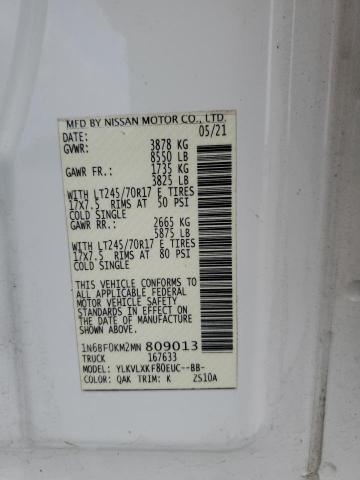 MFD BY NISSAN MOTOR CO., LTD.
DATE: 05/21
GVWR: 3878 KG
8550 LB
GAWR FR.: 1735 KG
3825 LB
WITH LT245/70R17 E TIRES
17X7.5 RIMS AT 50 PSI
COLD SINGLE
GAWR RR.: 2665 KG
5875 LB
WITH LT245/70R17 E TIRES
17X7.5 RIMS AT 80 PSI
COLD SINGLE
THIS VEHICLE CONFORMS TO
ALL APPLICABLE FEDERAL
MOTOR VEHICLE SAFETY
STANDARDS IN EFFECT ON THE
DATE OF MANUFACTURE SHOWN
ABOVE.
1N6BF0KM2MN 809013
TRUCK 167633
MODEL: YLKVLXKF80EUC--BB-
COLOR: QAK TRIM: K ZS10A